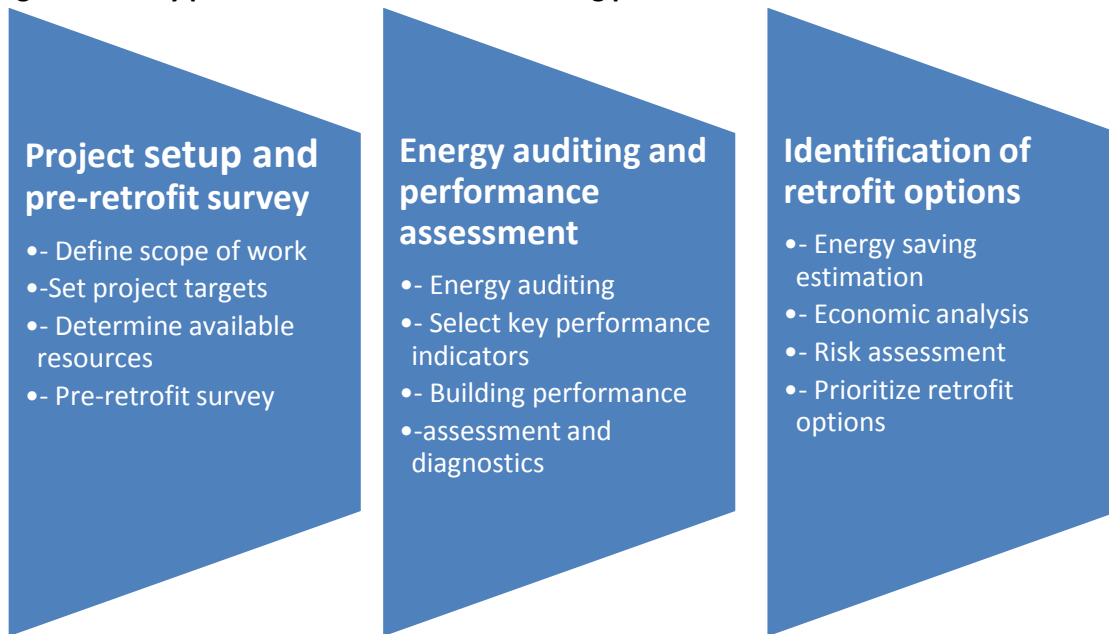 Project setup and
pre-retrofit survey
•- Define scope of work
•-Set project targets
•- Determine available
resources
•- Pre-retrofit survey
Energy auditing and
performance
assessment
•- Energy auditing
•- Select key performance
indicators
•- Building performance
•-assessment and
diagnostics
Identification of
retrofit options
•- Energy saving
estimation
•- Economic analysis
•- Risk assessment
•- Prioritize retrofit
options